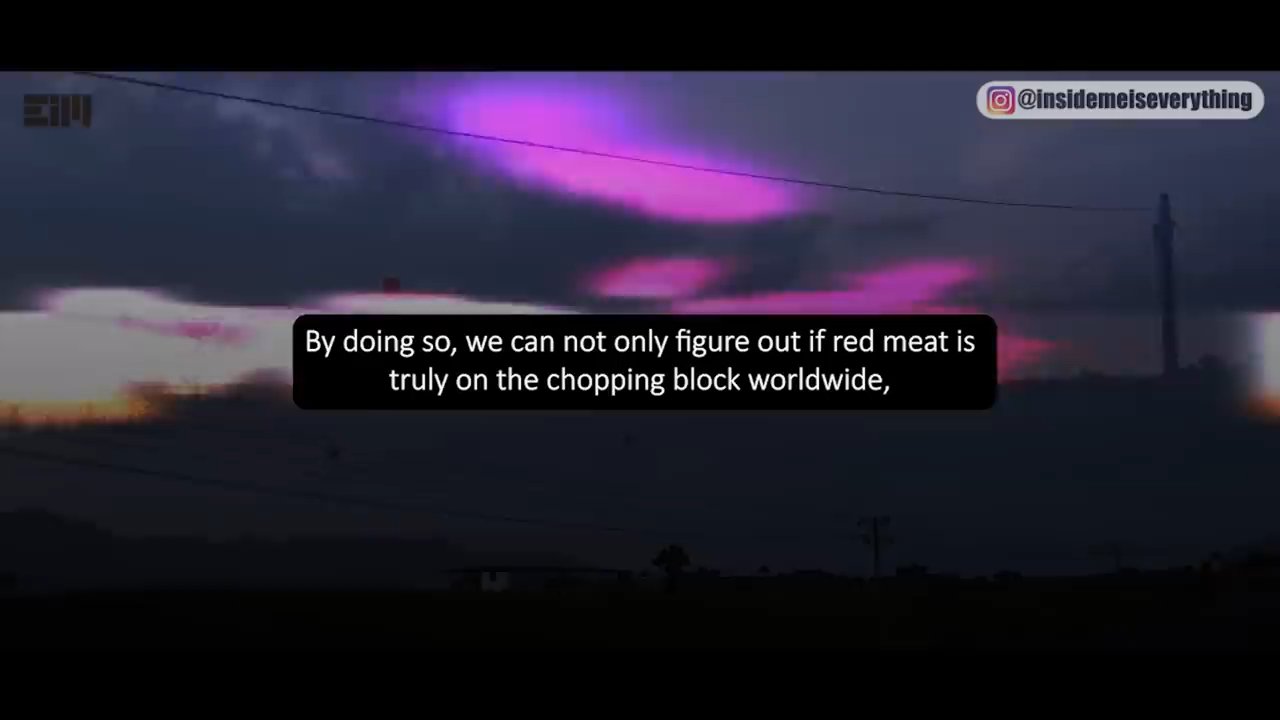 EiM
@insidemeiseverything
By doing so, we can not only figure out if red meat is
truly on the chopping block worldwide,